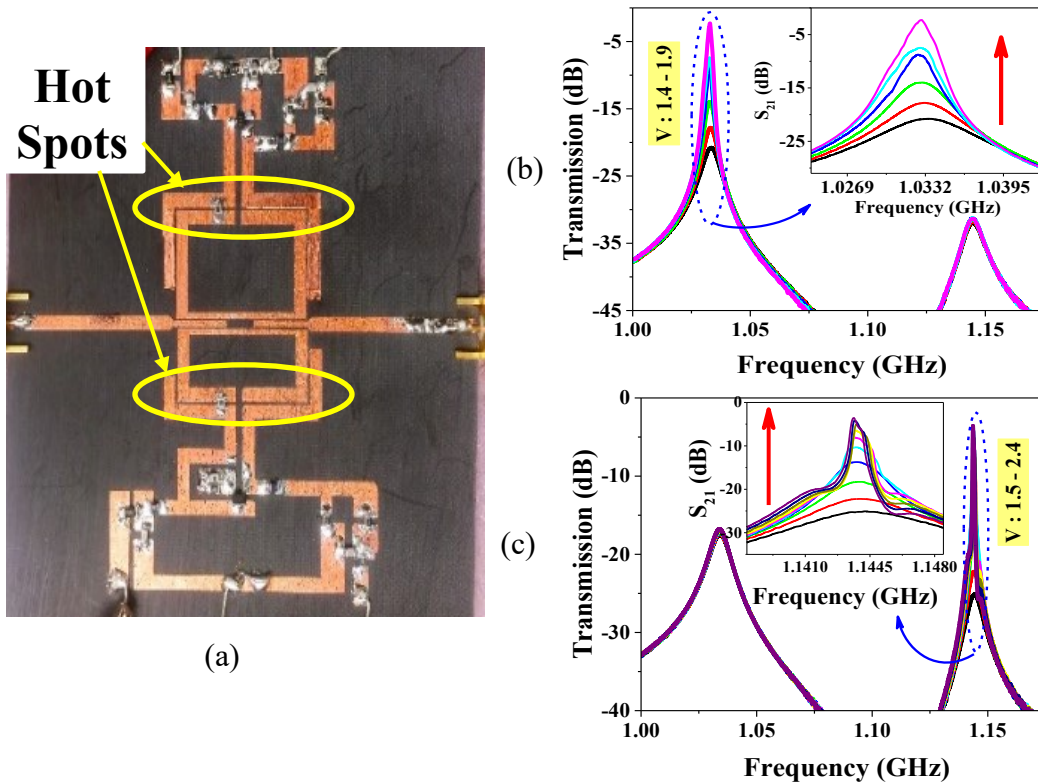 Hot
Spots
(a)
(b)
Transmission (dB)
-5
-15
-25
-35
-45
1.00
1.05
1.10
1.15
Frequency (GHz)
V : 1.4 - 1.9
S21 (dB)
-5
-15
-25
1.0269
1.0332
1.0395
Frequency (GHz)
(c)
Transmission (dB)
0
-10
-20
-30
-40
1.00
1.05
1.10
1.15
Frequency (GHz)
V : 1.5 - 2.4
S21 (dB)
0
-10
-20
-30
1.1410
1.1445
1.1480
Frequency (GHz)